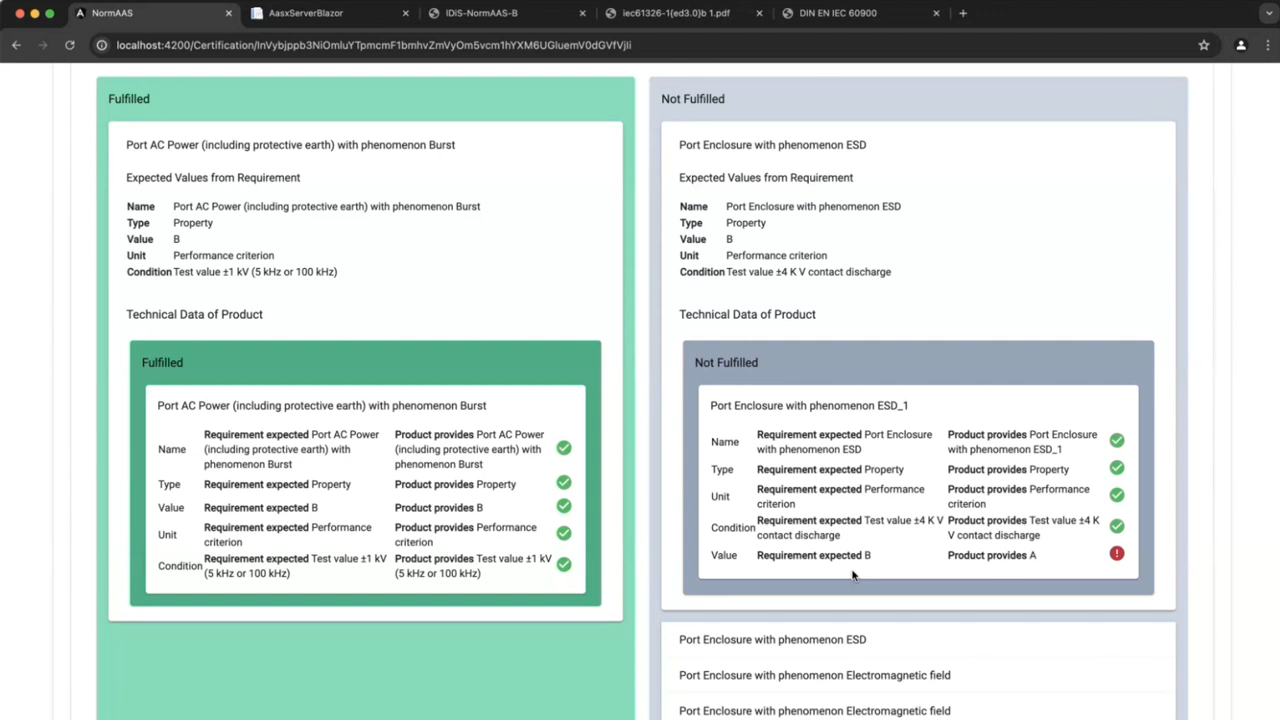 NormAAS
AasxServerBlazor
IDiS-NormAAS-B
iec61326-1{ed3.0}b 1.pdf
DIN EN IEC 60900
localhost:4200/Certification/InVybjppb3NiOmluYTpmcmF1bmhvZmVyOm5vcm1hYXM6UGluemV0dGVfVjIi
Fulfilled
Port AC Power (including protective earth) with phenomenon Burst
Expected Values from Requirement
Name Port AC Power (including protective earth) with phenomenon Burst
Type Property
Value B
Unit Performance criterion
Condition Test value ±1 kV (5 kHz or 100 kHz)
Technical Data of Product
Fulfilled
Port AC Power (including protective earth) with phenomenon Burst
Name Requirement expected Port AC Power (including protective earth) with phenomenon Burst Product provides Port AC Power (including protective earth) with phenomenon Burst
Type Requirement expected Property Product provides Property
Value Requirement expected B Product provides B
Unit Requirement expected Performance criterion Product provides Performance criterion
Condition Requirement expected Test value ±1 kV (5 kHz or 100 kHz) Product provides Test value ±1 kV (5 kHz or 100 kHz)
Not Fulfilled
Port Enclosure with phenomenon ESD
Expected Values from Requirement
Name Port Enclosure with phenomenon ESD
Type Property
Value B
Unit Performance criterion
Condition Test value ±4 K V contact discharge
Technical Data of Product
Not Fulfilled
Port Enclosure with phenomenon ESD_1
Name Requirement expected Port Enclosure with phenomenon ESD Product provides Port Enclosure with phenomenon ESD_1
Type Requirement expected Property Product provides Property
Unit Requirement expected Performance criterion Product provides Performance criterion
Condition Requirement expected Test value ±4 K V contact discharge Product provides Test value ±4 K V contact discharge
Value Requirement expected B Product provides A
Port Enclosure with phenomenon ESD
Port Enclosure with phenomenon Electromagnetic field
Port Enclosure with phenomenon Electromagnetic field